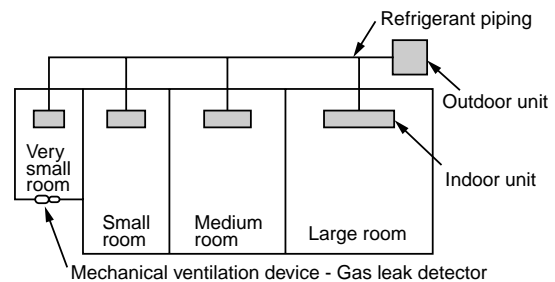 Refrigerant piping
Outdoor unit
Indoor unit
Very
small
room
Small
room
Medium
room
Large room
Mechanical ventilation device - Gas leak detector